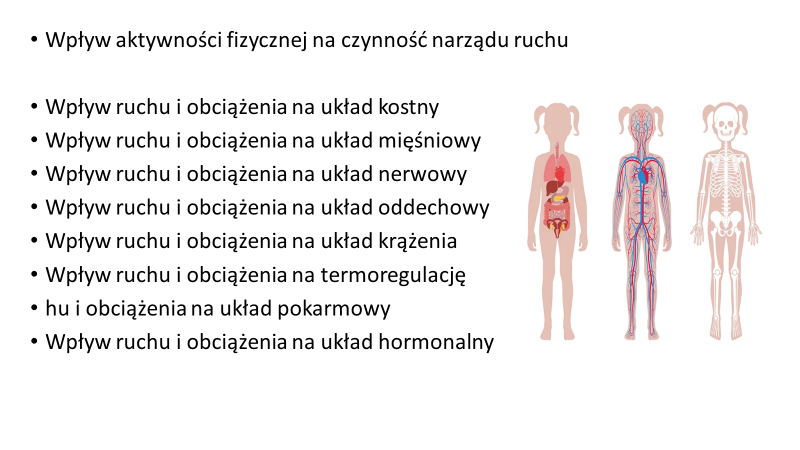 • Wpływ aktywności fizycznej na czynność narządu ruchu
• Wpływ ruchu i obciążenia na układ kostny
• Wpływ ruchu i obciążenia na układ mięśniowy
• Wpływ ruchu i obciążenia na układ nerwowy
• Wpływ ruchu i obciążenia na układ oddechowy
• Wpływ ruchu i obciążenia na układ krążenia
• Wpływ ruchu i obciążenia na termoregulację
• hu i obciążenia na układ pokarmowy
• Wpływ ruchu i obciążenia na układ hormonalny